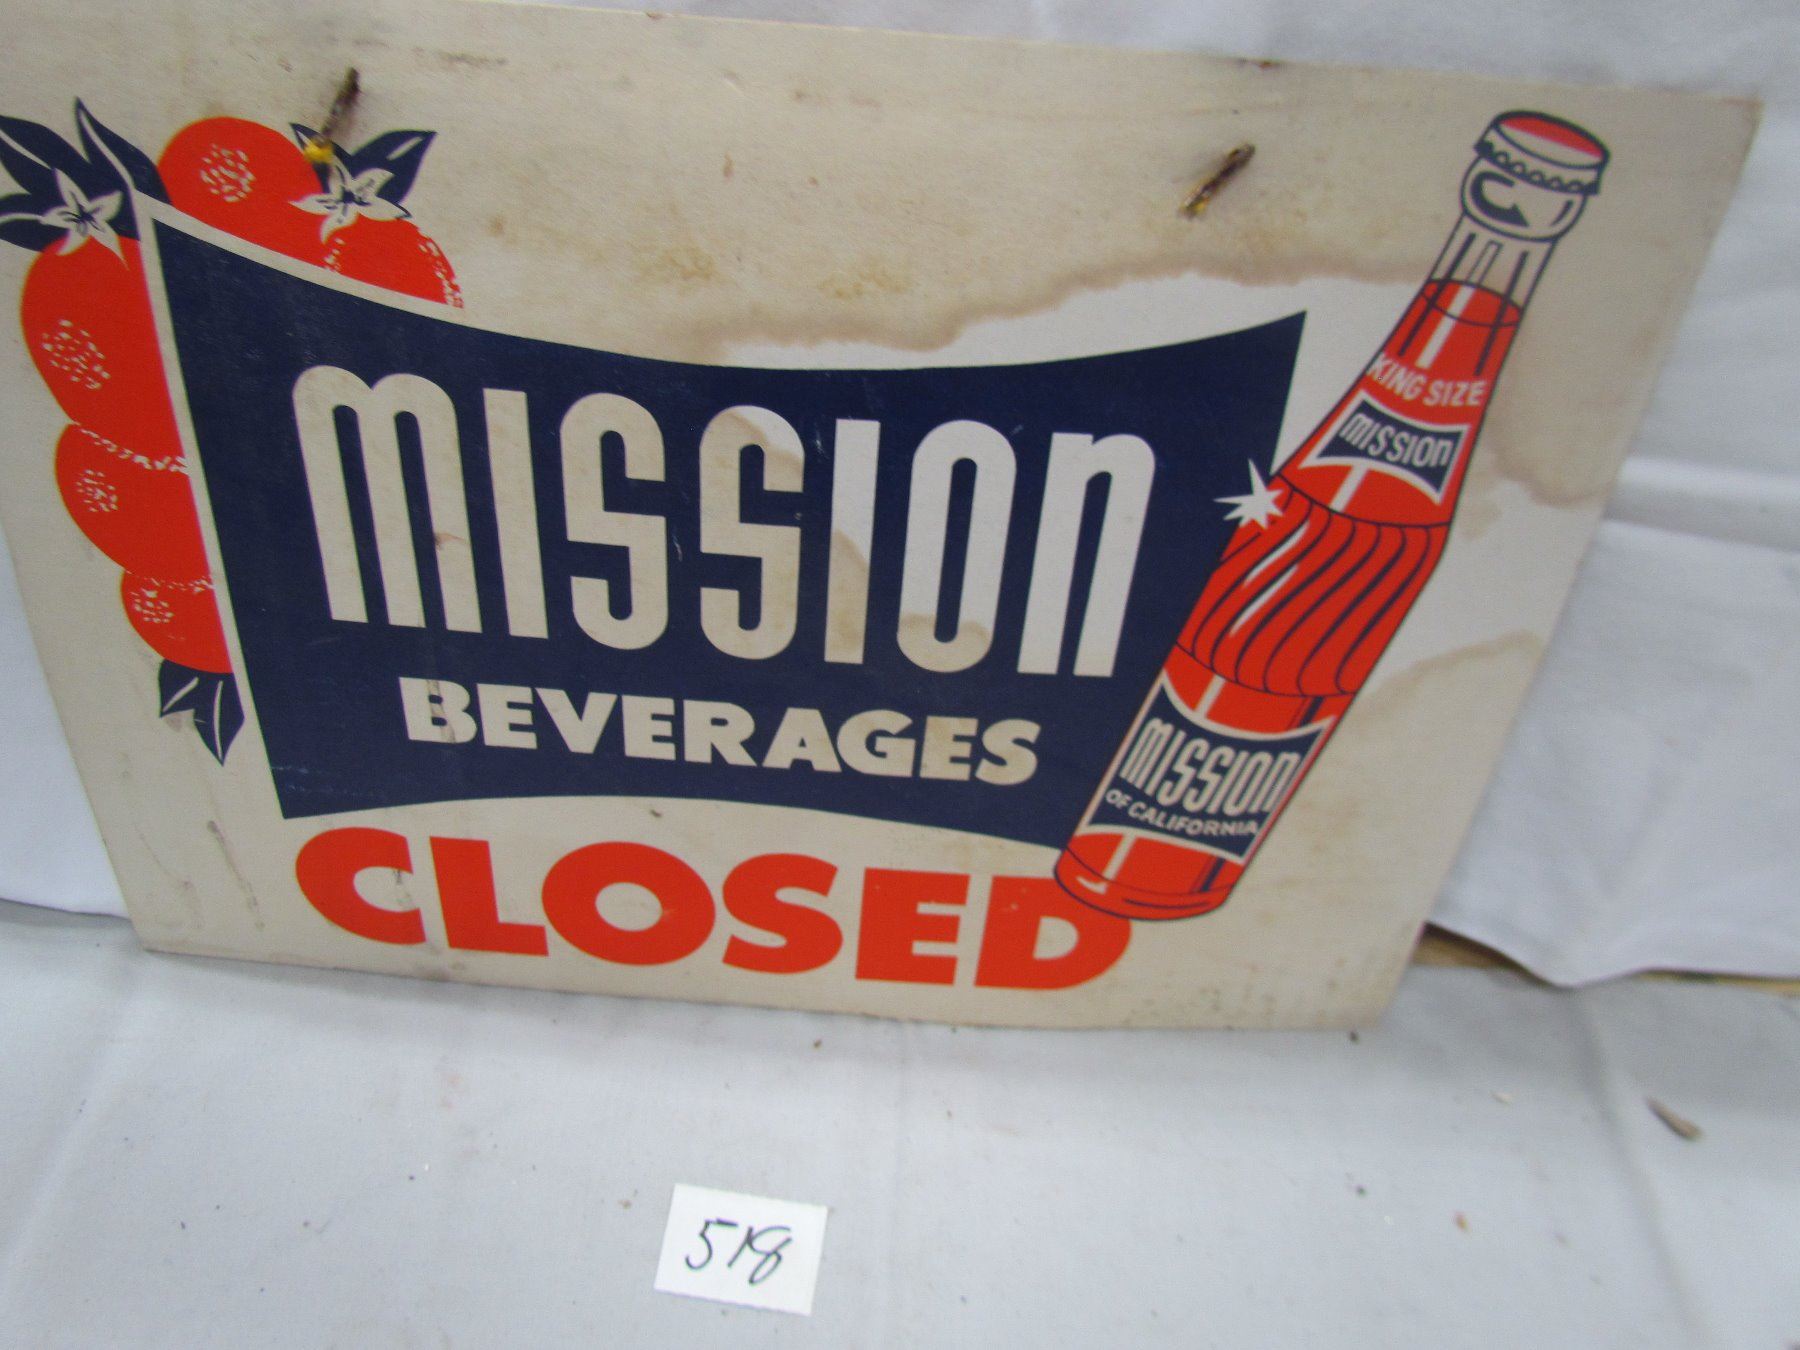 KING SIZE
mission
mission
BEVERAGES
mission
OF CALIFORNIA
CLOSED
518